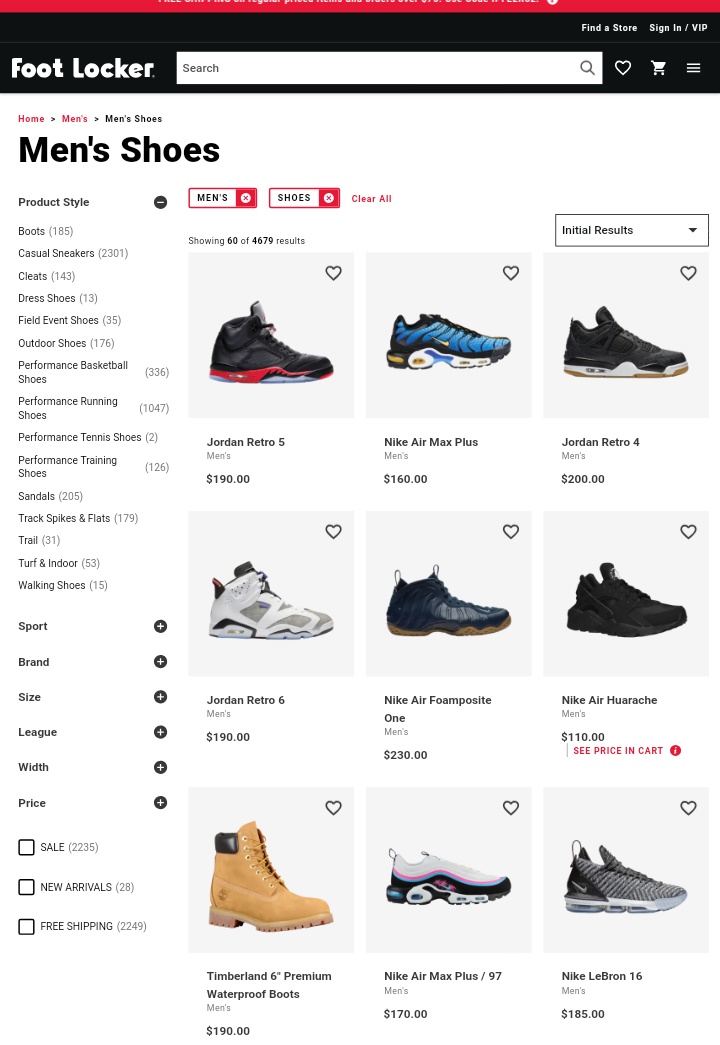 Find a Store Sign In / VIP
Foot Locker
Search
Home > Men's > Men's Shoes
Men's Shoes
Product Style
Boots (185)
Casual Sneakers (2301)
Cleats (143)
Dress Shoes (13)
Field Event Shoes (35)
Outdoor Shoes (176)
Performance Basketball
Shoes (336)
Performance Running
Shoes (1047)
Performance Tennis Shoes (2)
Performance Training
Shoes (126)
Sandals (205)
Track Spikes & Flats (179)
Trail (31)
Turf & Indoor (53)
Walking Shoes (15)
Sport
Brand
Size
League
Width
Price
SALE (2235)
NEW ARRIVALS (28)
FREE SHIPPING (2249)
MEN'S SHOES Clear All
Showing 60 of 4679 results
Initial Results
Jordan Retro 5
Men's
$190.00
Nike Air Max Plus
Men's
$160.00
Jordan Retro 4
Men's
$200.00
Jordan Retro 6
Men's
$190.00
Nike Air Foamposite
One
Men's
$230.00
Nike Air Huarache
Men's
$110.00
SEE PRICE IN CART
Timberland 6" Premium
Waterproof Boots
Men's
$190.00
Nike Air Max Plus / 97
Men's
$170.00
Nike LeBron 16
Men's
$185.00